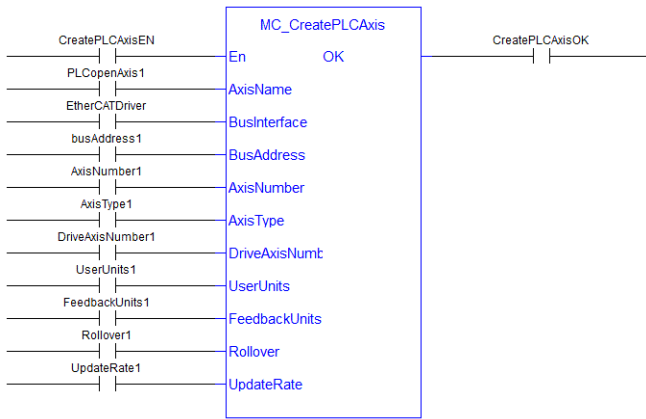 MC_CreatePLCAxis
CreatePLCAxisEN
En
OK
CreatePLCAxisOK
PLCopenAxis1
AxisName
EtherCATDriver
BusInterface
busAddress1
BusAddress
AxisNumber1
AxisNumber
AxisType1
AxisType
DriveAxisNumber1
DriveAxisNumb
UserUnits1
UserUnits
FeedbackUnits1
FeedbackUnits
Rollover1
Rollover
UpdateRate1
UpdateRate